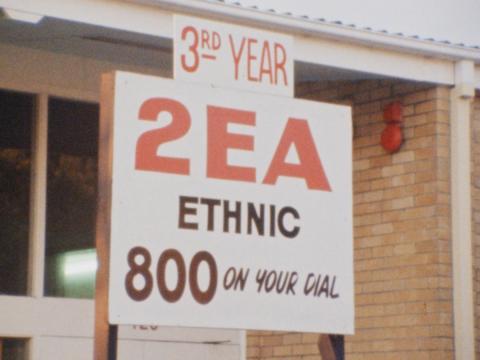 3RD YEAR
2EA
ETHNIC
800 ON YOUR DIAL